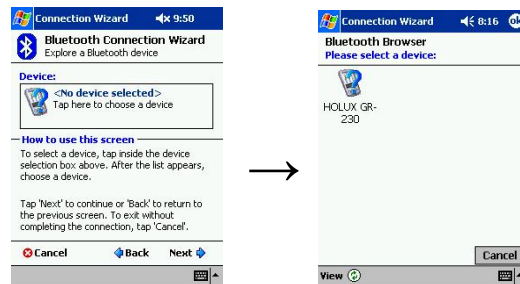 Connection Wizard 9:50
Bluetooth Connection Wizard
Explore a Bluetooth device
Device:
<No device selected>
Tap here to choose a device
How to use this screen
To select a device, tap inside the device
selection box above. After the list appears,
choose a device.
Tap 'Next' to continue or 'Back' to return to
the previous screen. To exit without
completing the connection, tap 'Cancel'.
Cancel Back Next
Connection Wizard 8:16 ok
Bluetooth Browser
Please select a device:
HOLUX GR-
230
Cancel
View